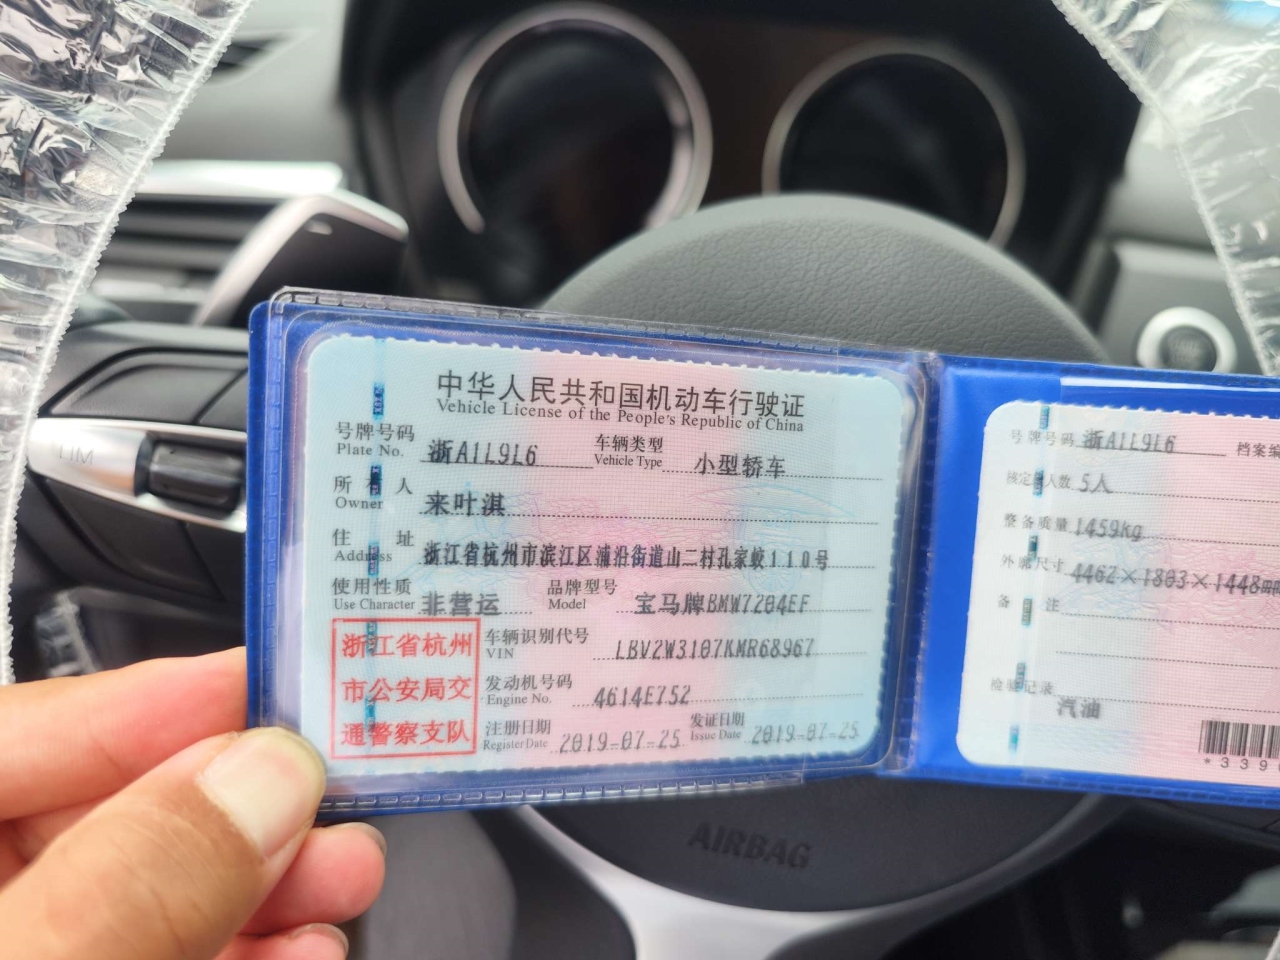 中华人民共和国机动车行驶证
Vehicle License of the People's Republic of China
号牌号码 浙A1L9L6 车辆类型 小型轿车
Plate No. Vehicle Type
所有人 来叶淇
Owner
住址 浙江省杭州市滨江区浦沿街道山二村孔家埭110号
Address
使用性质 非营运 品牌型号 宝马牌BMW7204EF
Use Character Model
浙江省杭州
市公安局交
通警察支队
车辆识别代号 LBV2W3107KMR68967
VIN
发动机号码 4614E752
Engine No.
注册日期 2019-07-25 发证日期 2019-07-25
Register Date Issue Date
号牌号码 浙A1L9L6 档案编
核定人数 5人
整备质量 1459kg
外廓尺寸 4462×1803×1448mm
备注
检验记录
汽油
*339
AIRBAG
LIM